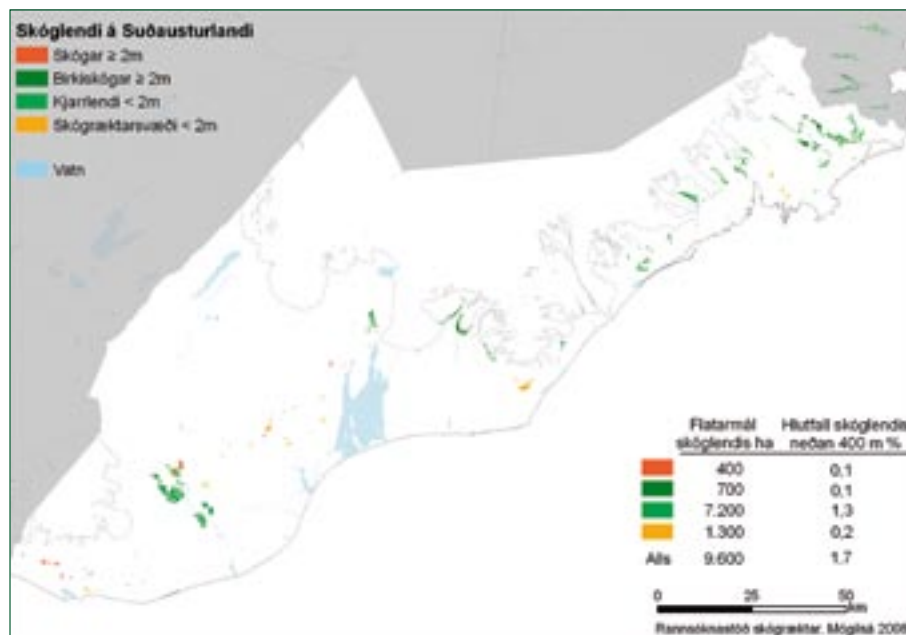 Skóglendi á Suðausturlandi
Skógar ≥ 2m
Birkiskógar ≥ 2m
Kjarrlendi < 2m
Skógræktarsvæði < 2m
Vatn
Flatarmál skóglendis ha
Hlutfall skóglendis neðan 400 m %
400 0,1
700 0,1
7.200 1,3
1.300 0,2
Alls 9.600 1,7
0 25 50
km
Rannsóknastöð skógræktar, Mógilsá 2008